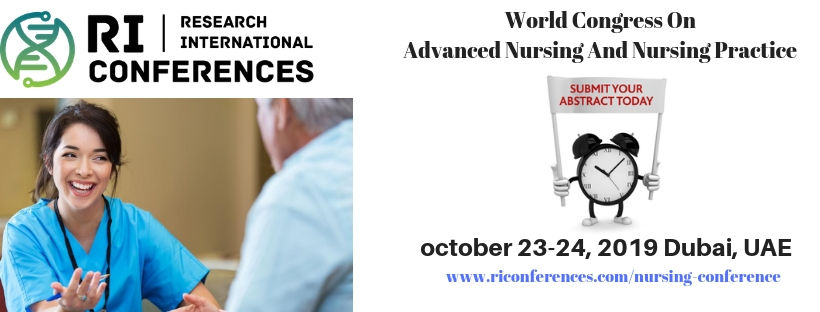 RI
RESEARCH
INTERNATIONAL
CONFERENCES
World Congress On
Advanced Nursing And Nursing Practice
SUBMIT YOUR
ABSTRACT TODAY
october 23-24, 2019 Dubai, UAE
www.riconferences.com/nursing-conference